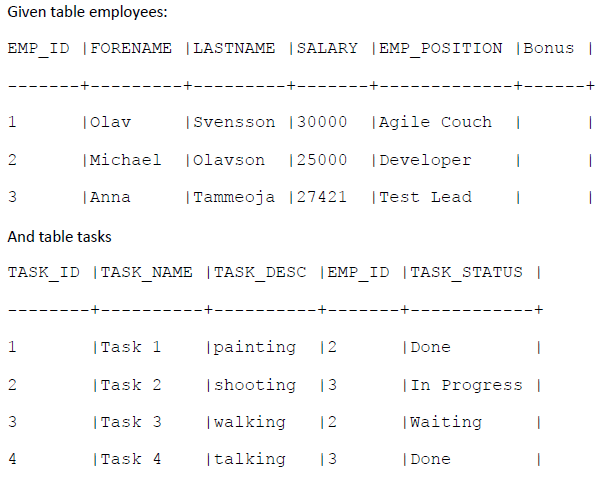 Given table employees:
EMP_ID |FORENAME |LASTNAME |SALARY |EMP_POSITION |Bonus |
-------+---------+---------+-------+-------------+------+
1      |Olav     |Svensson |30000  |Agile Couch  |      |
2      |Michael  |Olavson  |25000  |Developer    |      |
3      |Anna     |Tammeoja |27421  |Test Lead    |      |
And table tasks
TASK_ID |TASK_NAME |TASK_DESC |EMP_ID |TASK_STATUS |
--------+----------+----------+-------+------------+
1       |Task 1    |painting  |2      |Done        |
2       |Task 2    |shooting  |3      |In Progress |
3       |Task 3    |walking   |2      |Waiting     |
4       |Task 4    |talking   |3      |Done        |